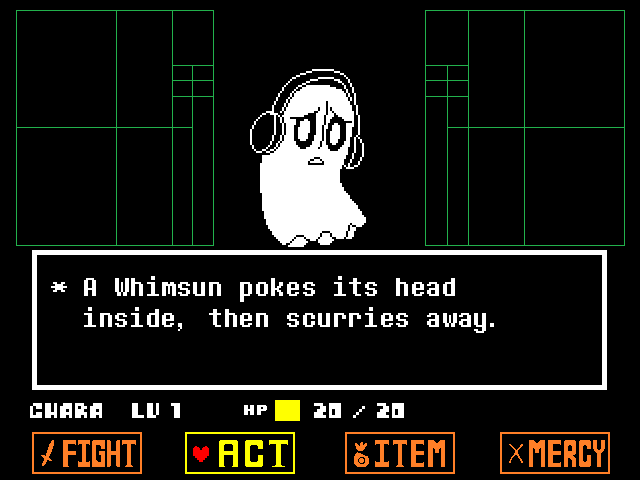 * A Whimsun pokes its head
inside, then scurries away.
CHARA LV 1 HP 20 / 20
FIGHT ACT ITEM MERCY